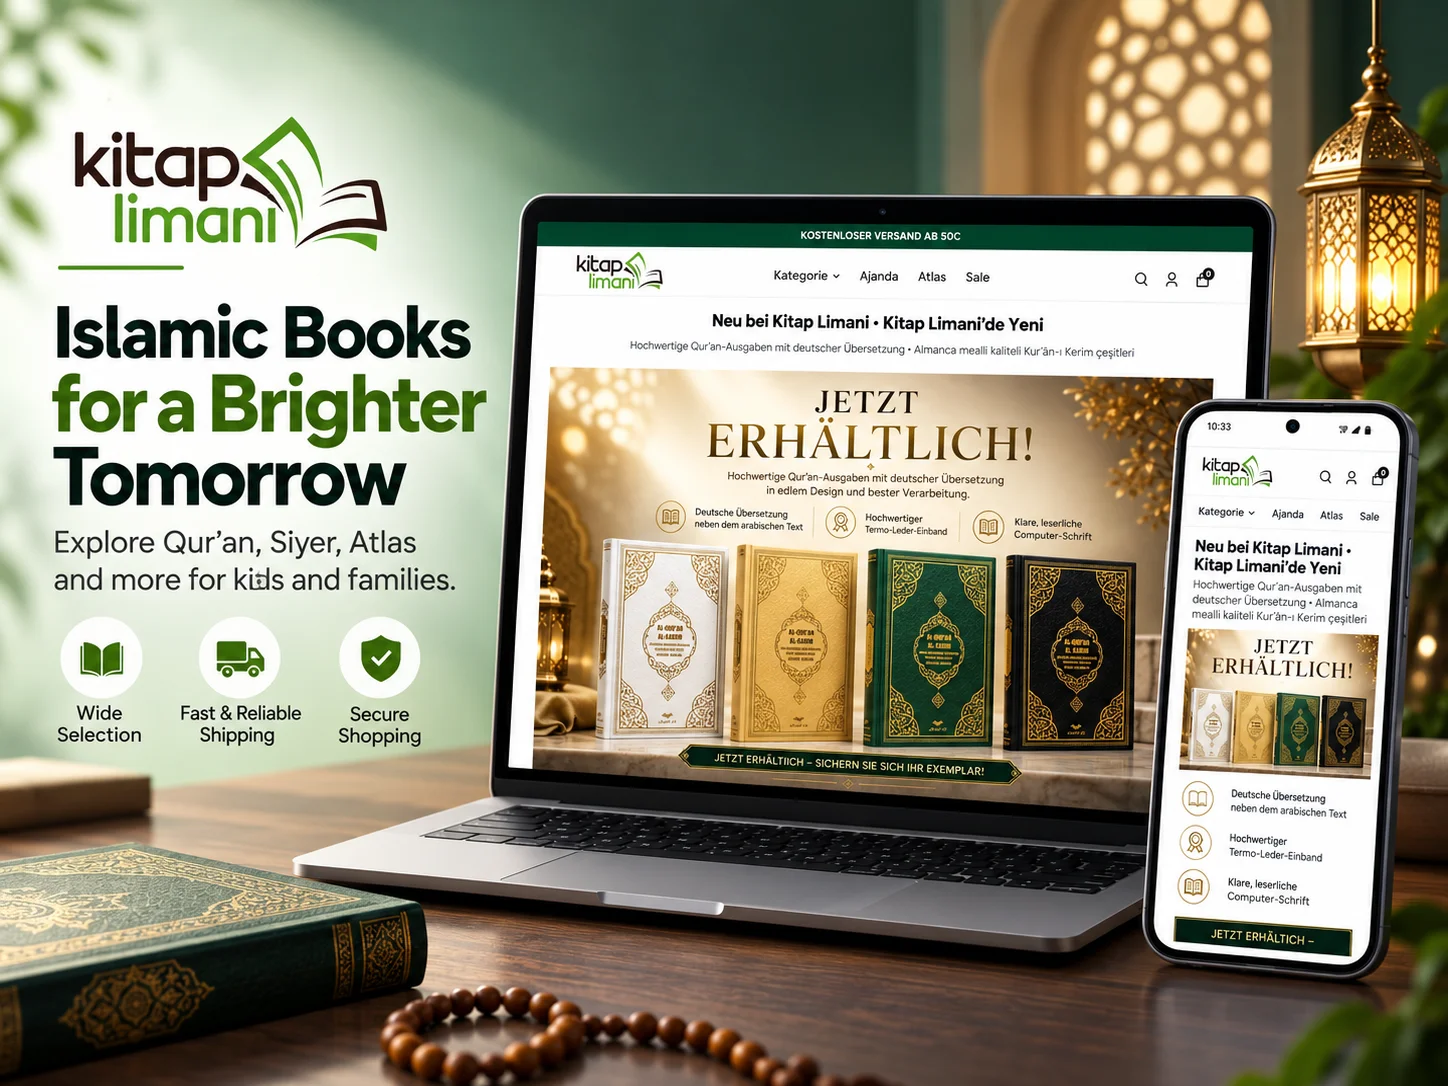 kitap
limani
Islamic Books
for a Brighter
Tomorrow
Explore Qur'an, Siyer, Atlas
and more for kids and families.
Wide
Selection
Fast & Reliable
Shipping
Secure
Shopping
KOSTENLOSER VERSAND AB 50C
kitap
limani
Kategorie
Ajanda
Atlas
Sale
0
Neu bei Kitap Limani • Kitap Limani'de Yeni
Hochwertige Qur'an-Ausgaben mit deutscher Übersetzung • Almanca mealli kaliteli Kur'ân-ı Kerim çeşitleri
JETZT
ERHÄLTLICH!
Hochwertige Qur'an-Ausgaben mit deutscher Übersetzung
in edlem Design und bester Verarbeitung.
Deutsche Übersetzung
neben dem arabischen Text
Hochwertiger
Termo-Leder-Einband
Klare, leserliche
Computer-Schrift
JETZT ERHÄLTIICH – SICHERN SIE SICH IHR EXEMPLAR!
10:33
kitap
limani
0
Kategorie
Ajanda
Atlas
Sale
Neu bei Kitap Limani •
Kitap Limani'de Yeni
Hochwertige Qur'an-Ausgaben mit
deutscher Übersetzung • Almanca
mealli kaliteli Kur'ân-ı Kerim çeşitleri
JETZT
ERHÄLTLICH!
Deutsche Übersetzung
neben dem arabischen Text
Hochwertiger
Termo-Leder-Einband
Klare, leserliche
Computer-Schrift
JETZT ERHÄLTICH –